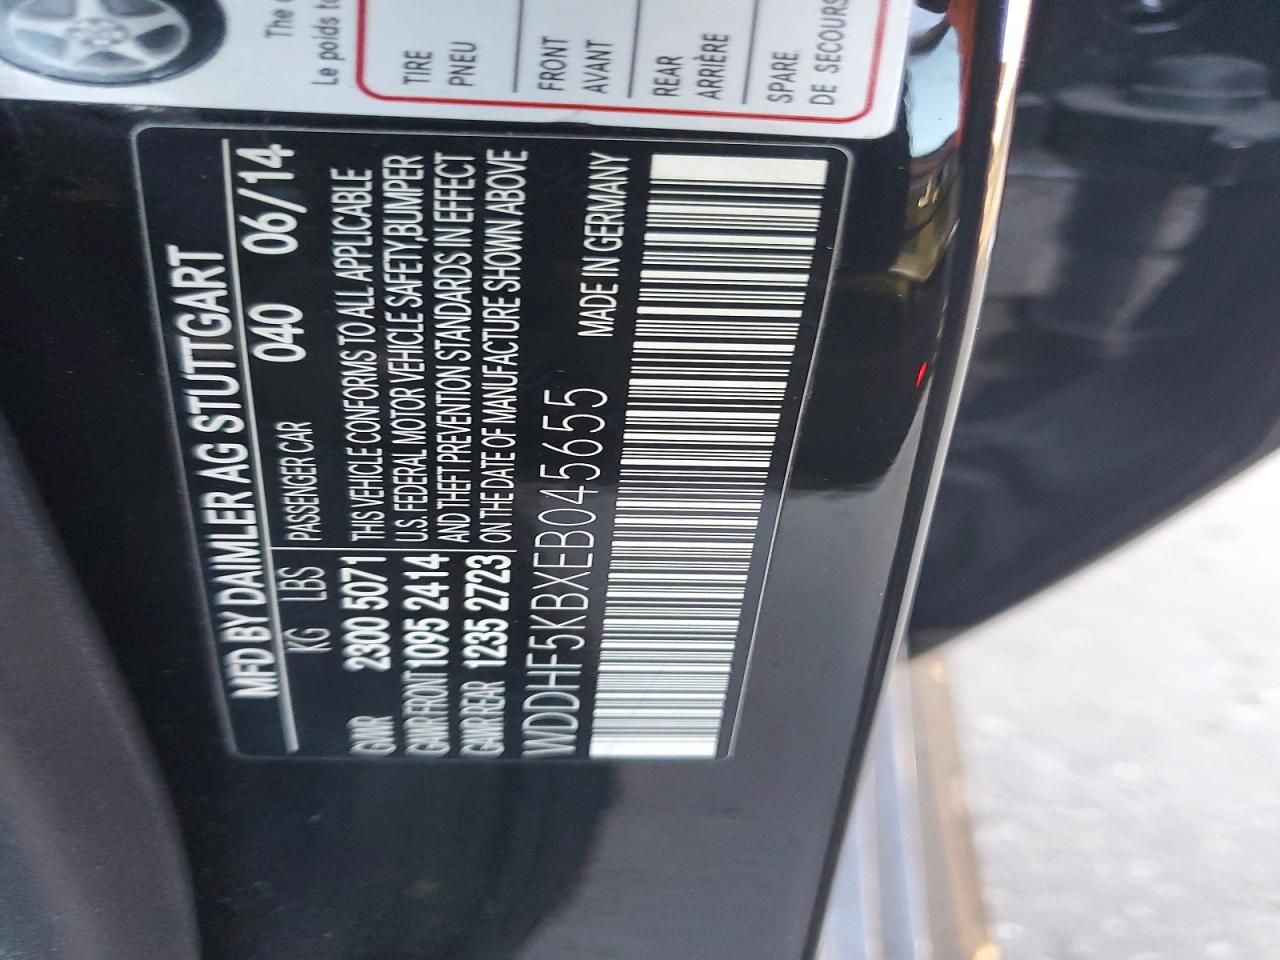 The
Le poids to
TIRE
PNEU
FRONT
AVANT
REAR
ARRIÈRE
SPARE
DE SECOURS
MFD BY DAIMLER AG STUTTGART
KG LBS PASSENGER CAR 040 06/14
GVWR 2300 5071
GAWR FRONT 1095 2414
GAWR REAR 1235 2723
THIS VEHICLE CONFORMS TO ALL APPLICABLE
U.S. FEDERAL MOTOR VEHICLE SAFETY,BUMPER
AND THEFT PREVENTION STANDARDS IN EFFECT
ON THE DATE OF MANUFACTURE SHOWN ABOVE
WDDHF5KBXEB045655 MADE IN GERMANY